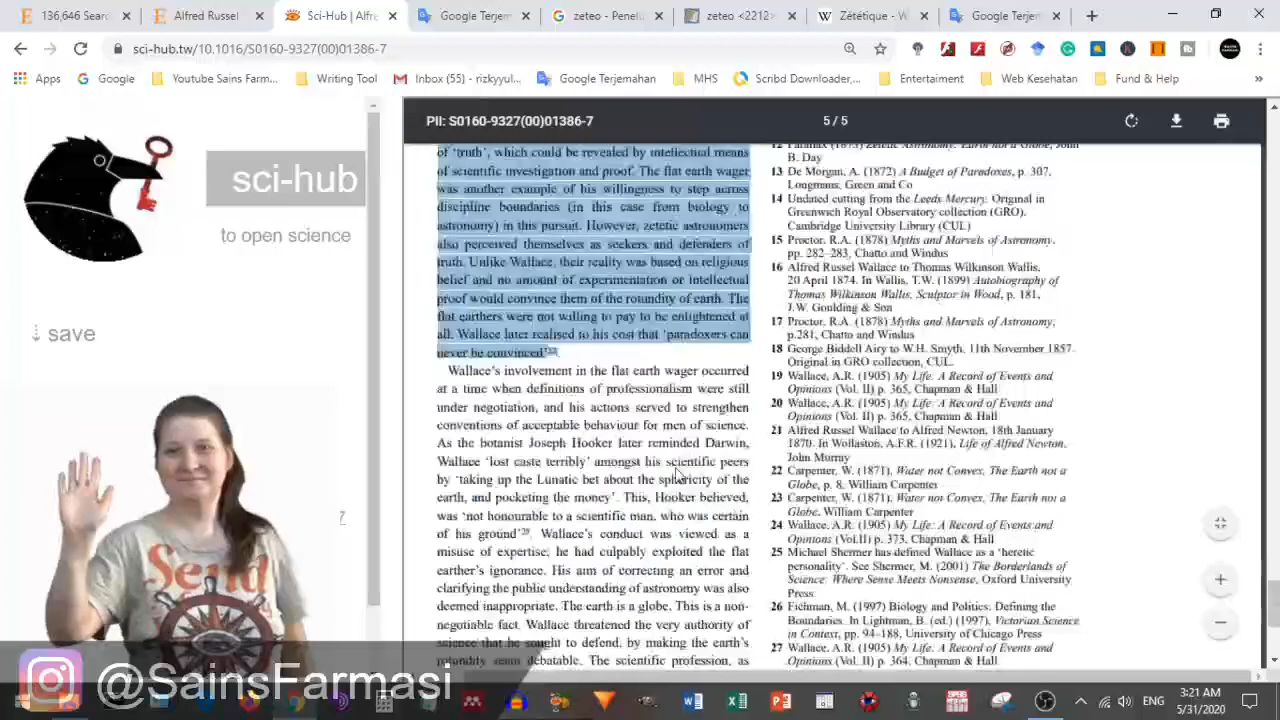 136,646 Search
Alfred Russel
Sci-Hub | Alfre
Google Terjem
zeteo - Penelu
zeteo <2212>
Zététique - W
Google Terjem
sci-hub.tw/10.1016/S0160-9327(00)01386-7
Apps
Google
Youtube Sains Farm...
Writing Tool
Inbox (55) - rizkyyul...
Google Terjemahan
MHS
Scribd Downloader,...
Entertaiment
Web Kesehatan
Fund & Help
sci-hub
to open science
⇣ save
PII: S0160-9327(00)01386-7
5 / 5
of ‘truth’, which could be revealed by intellectual means
of scientific investigation and proof. The flat earth wager
was another example of his willingness to step across
discipline boundaries (in this case from biology to
astronomy) in this pursuit. However, zetetic astronomers
also perceived themselves as seekers and defenders of
truth. Unlike Wallace, their reality was based on religious
belief and no amount of experimentation or intellectual
proof would convince them of the rotundity of earth. The
flat earthers were not willing to pay to be enlightened at
all. Wallace later realised to his cost that ‘paradoxers can
never be convinced’
Wallace’s involvement in the flat earth wager occurred
at a time when definitions of professionalism were still
under negotiation, and his actions served to strengthen
conventions of acceptable behaviour for men of science.
As the botanist Joseph Hooker later reminded Darwin,
Wallace ‘lost caste terribly’ amongst his scientific peers
by ‘taking up the Lunatic bet about the sphericity of the
earth, and pocketing the money’. This, Hooker believed,
was ‘not honourable to a scientific man, who was certain
of his ground’28. Wallace’s conduct was viewed as a
misuse of expertise; he had culpably exploited the flat
earther’s ignorance. His aim of correcting an error and
clarifying the public understanding of astronomy was also
deemed inappropriate. The earth is a globe. This is a non-
negotiable fact. Wallace threatened the very authority of
science that he sought to defend, by making the earth’s
rotundity seem debatable. The scientific profession, as
12 Parallax (1873) Zetetic Astronomy. Earth not a Globe, John
B. Day
13 De Morgan, A. (1872) A Budget of Paradoxes, p. 307,
Longmans, Green and Co
14 Undated cutting from the Leeds Mercury. Original in
Greenwich Royal Observatory collection (GRO).
Cambridge University Library (CUL)
15 Proctor, R.A. (1878) Myths and Marvels of Astronomy,
pp. 282–283, Chatto and Windus
16 Alfred Russel Wallace to Thomas Wilkinson Wallis,
20 April 1874. In Wallis, T.W. (1899) Autobiography of
Thomas Wilkinson Wallis, Sculptor in Wood, p. 181,
J.W. Goulding & Son
17 Proctor, R.A. (1878) Myths and Marvels of Astronomy,
p.281, Chatto and Windus
18 George Biddell Airy to W.H. Smyth, 11th November 1857.
Original in GRO collection, CUL.
19 Wallace, A.R. (1905) My Life: A Record of Events and
Opinions (Vol. II) p. 365, Chapman & Hall
20 Wallace, A.R. (1905) My Life: A Record of Events and
Opinions (Vol. II) p. 365, Chapman & Hall
21 Alfred Russel Wallace to Alfred Newton, 18th January
1870. In Wollaston, A.F.R. (1921), Life of Alfred Newton,
John Murray
22 Carpenter, W. (1871), Water not Convex, The Earth not a
Globe, p. 8, William Carpenter
23 Carpenter, W. (1871), Water not Convex, The Earth not a
Globe, William Carpenter
24 Wallace, A.R. (1905) My Life: A Record of Events and
Opinions (Vol.II) p. 373, Chapman & Hall
25 Michael Shermer has defined Wallace as a ‘heretic
personality’. See Shermer, M. (2001) The Borderlands of
Science: Where Sense Meets Nonsense, Oxford University
Press
26 Fichman, M. (1997) Biology and Politics: Defining the
Boundaries. In Lightman, B. (ed.) (1997), Victorian Science
in Context, pp. 94–188, University of Chicago Press
27 Wallace, A.R. (1905) My Life: A Record of Events and
Opinions (Vol. II) p. 364, Chapman & Hall
Send
@SainsFarmasi
ENG
3:21 AM
5/31/2020